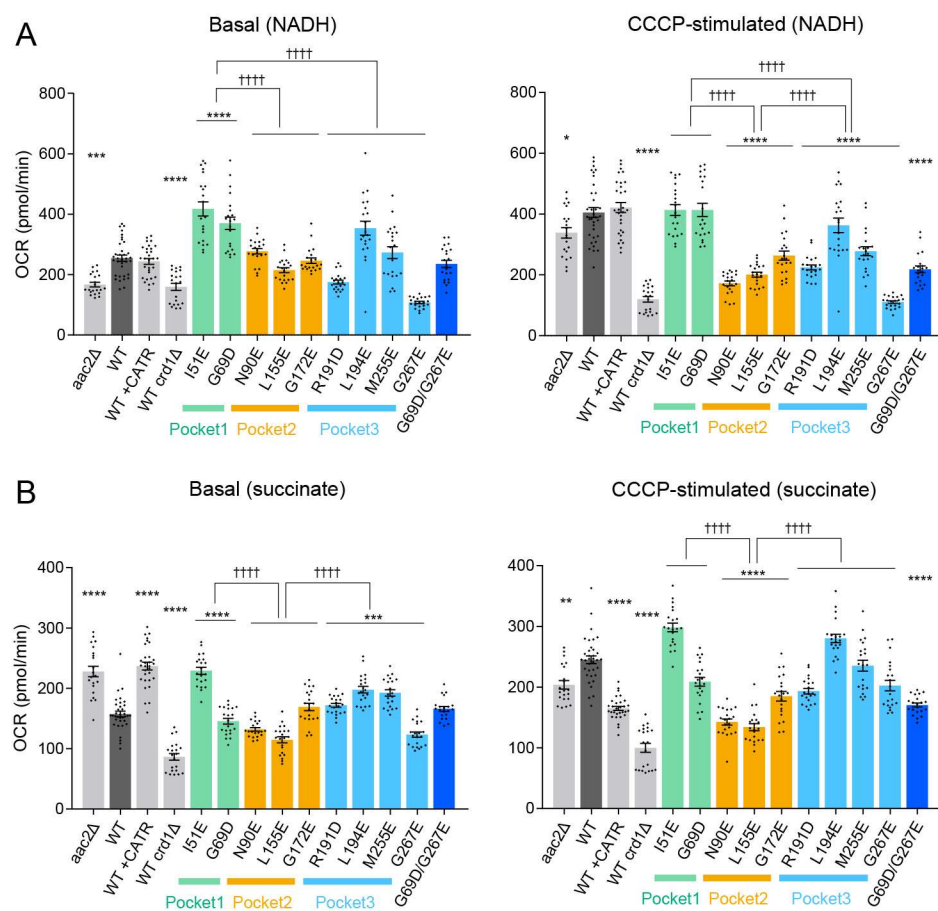 A
Basal (NADH)
††††
††††
****
***
****
800
600
400
200
0
OCR (pmol/min)
aac2Δ
WT
WT +CATR
WT crd1Δ
I51E
G69D
N90E
L155E
G172E
R191D
L194E
M255E
G267E
G69D/G267E
Pocket1
Pocket2
Pocket3
CCCP-stimulated (NADH)
††††
††††
††††
*
****
****
****
****
800
600
400
200
0
aac2Δ
WT
WT +CATR
WT crd1Δ
I51E
G69D
N90E
L155E
G172E
R191D
L194E
M255E
G267E
G69D/G267E
Pocket1
Pocket2
Pocket3
B
Basal (succinate)
††††
††††
****
****
****
****
***
400
300
200
100
0
OCR (pmol/min)
aac2Δ
WT
WT +CATR
WT crd1Δ
I51E
G69D
N90E
L155E
G172E
R191D
L194E
M255E
G267E
G69D/G267E
Pocket1
Pocket2
Pocket3
CCCP-stimulated (succinate)
††††
††††
**
****
****
****
****
400
300
200
100
0
aac2Δ
WT
WT +CATR
WT crd1Δ
I51E
G69D
N90E
L155E
G172E
R191D
L194E
M255E
G267E
G69D/G267E
Pocket1
Pocket2
Pocket3